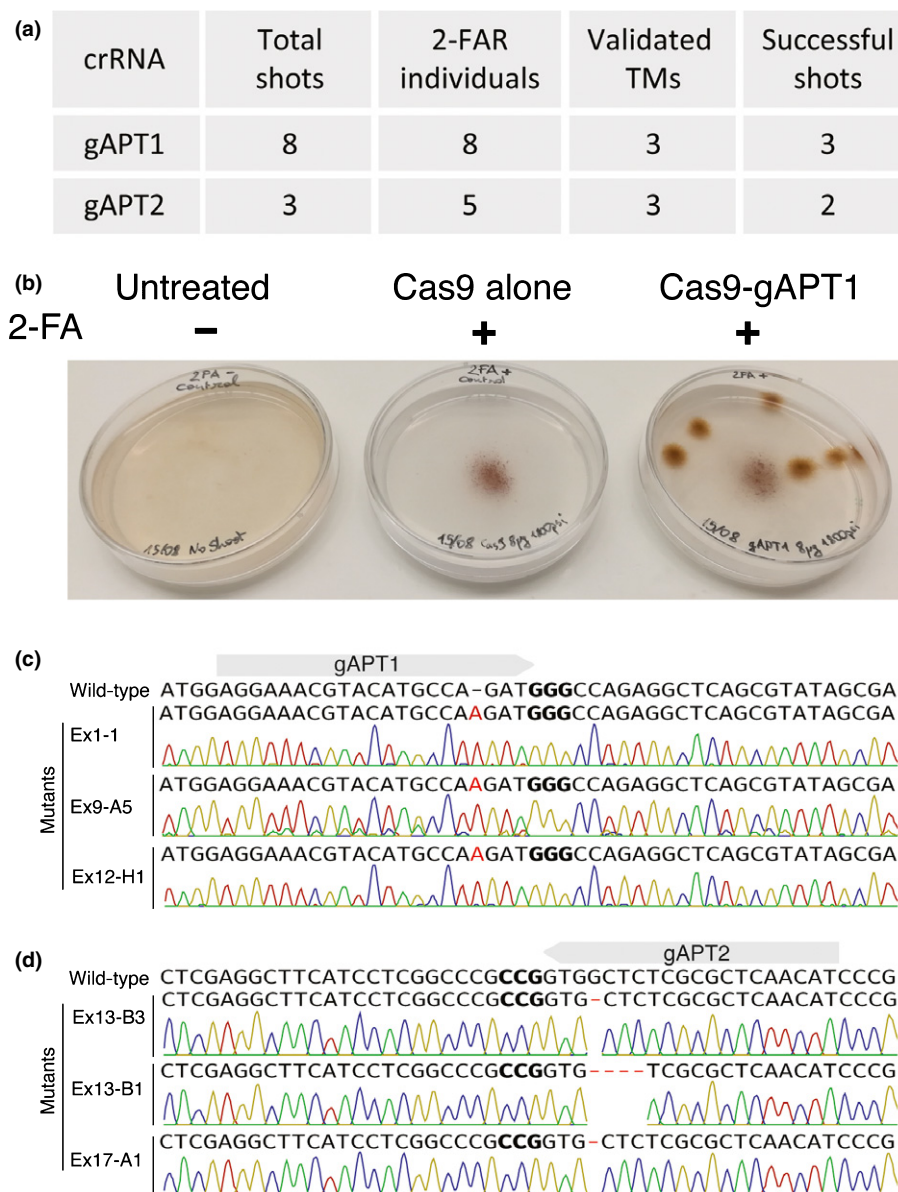 (a)
crRNA Total shots 2-FAR individuals Validated TMs Successful shots
gAPT1 8 8 3 3
gAPT2 3 5 3 2
(b)
Untreated Cas9 alone Cas9-gAPT1
2-FA − + +
2FA - control
15/08 No Shoot
2FA + control
15/08 Cas9 8µg 1800psi
2FA +
15/08 gAPT1 8µg 1800psi
(c)
gAPT1
Wild-type ATGGAGGAAACGTACATGCCA-GATGGGCCAGAGGCTCAGCGTATAGCGA
Mutants
ATGGAGGAAACGTACATGCCAAGATGGGCCAGAGGCTCAGCGTATAGCGA
Ex1-1
ATGGAGGAAACGTACATGCCAAGATGGGCCAGAGGCTCAGCGTATAGCGA
Ex9-A5
ATGGAGGAAACGTACATGCCAAGATGGGCCAGAGGCTCAGCGTATAGCGA
Ex12-H1
(d)
gAPT2
Wild-type CTCGAGGCTTCATCCTCGGCCCGCCGGTGGCTCTCGCGCTCAACATCCCG
Mutants
CTCGAGGCTTCATCCTCGGCCCGCCGGTG-CTCTCGCGCTCAACATCCCG
Ex13-B3
CTCGAGGCTTCATCCTCGGCCCGCCGGTG----TCGCGCTCAACATCCCG
Ex13-B1
CTCGAGGCTTCATCCTCGGCCCGCCGGTG-CTCTCGCGCTCAACATCCCG
Ex17-A1